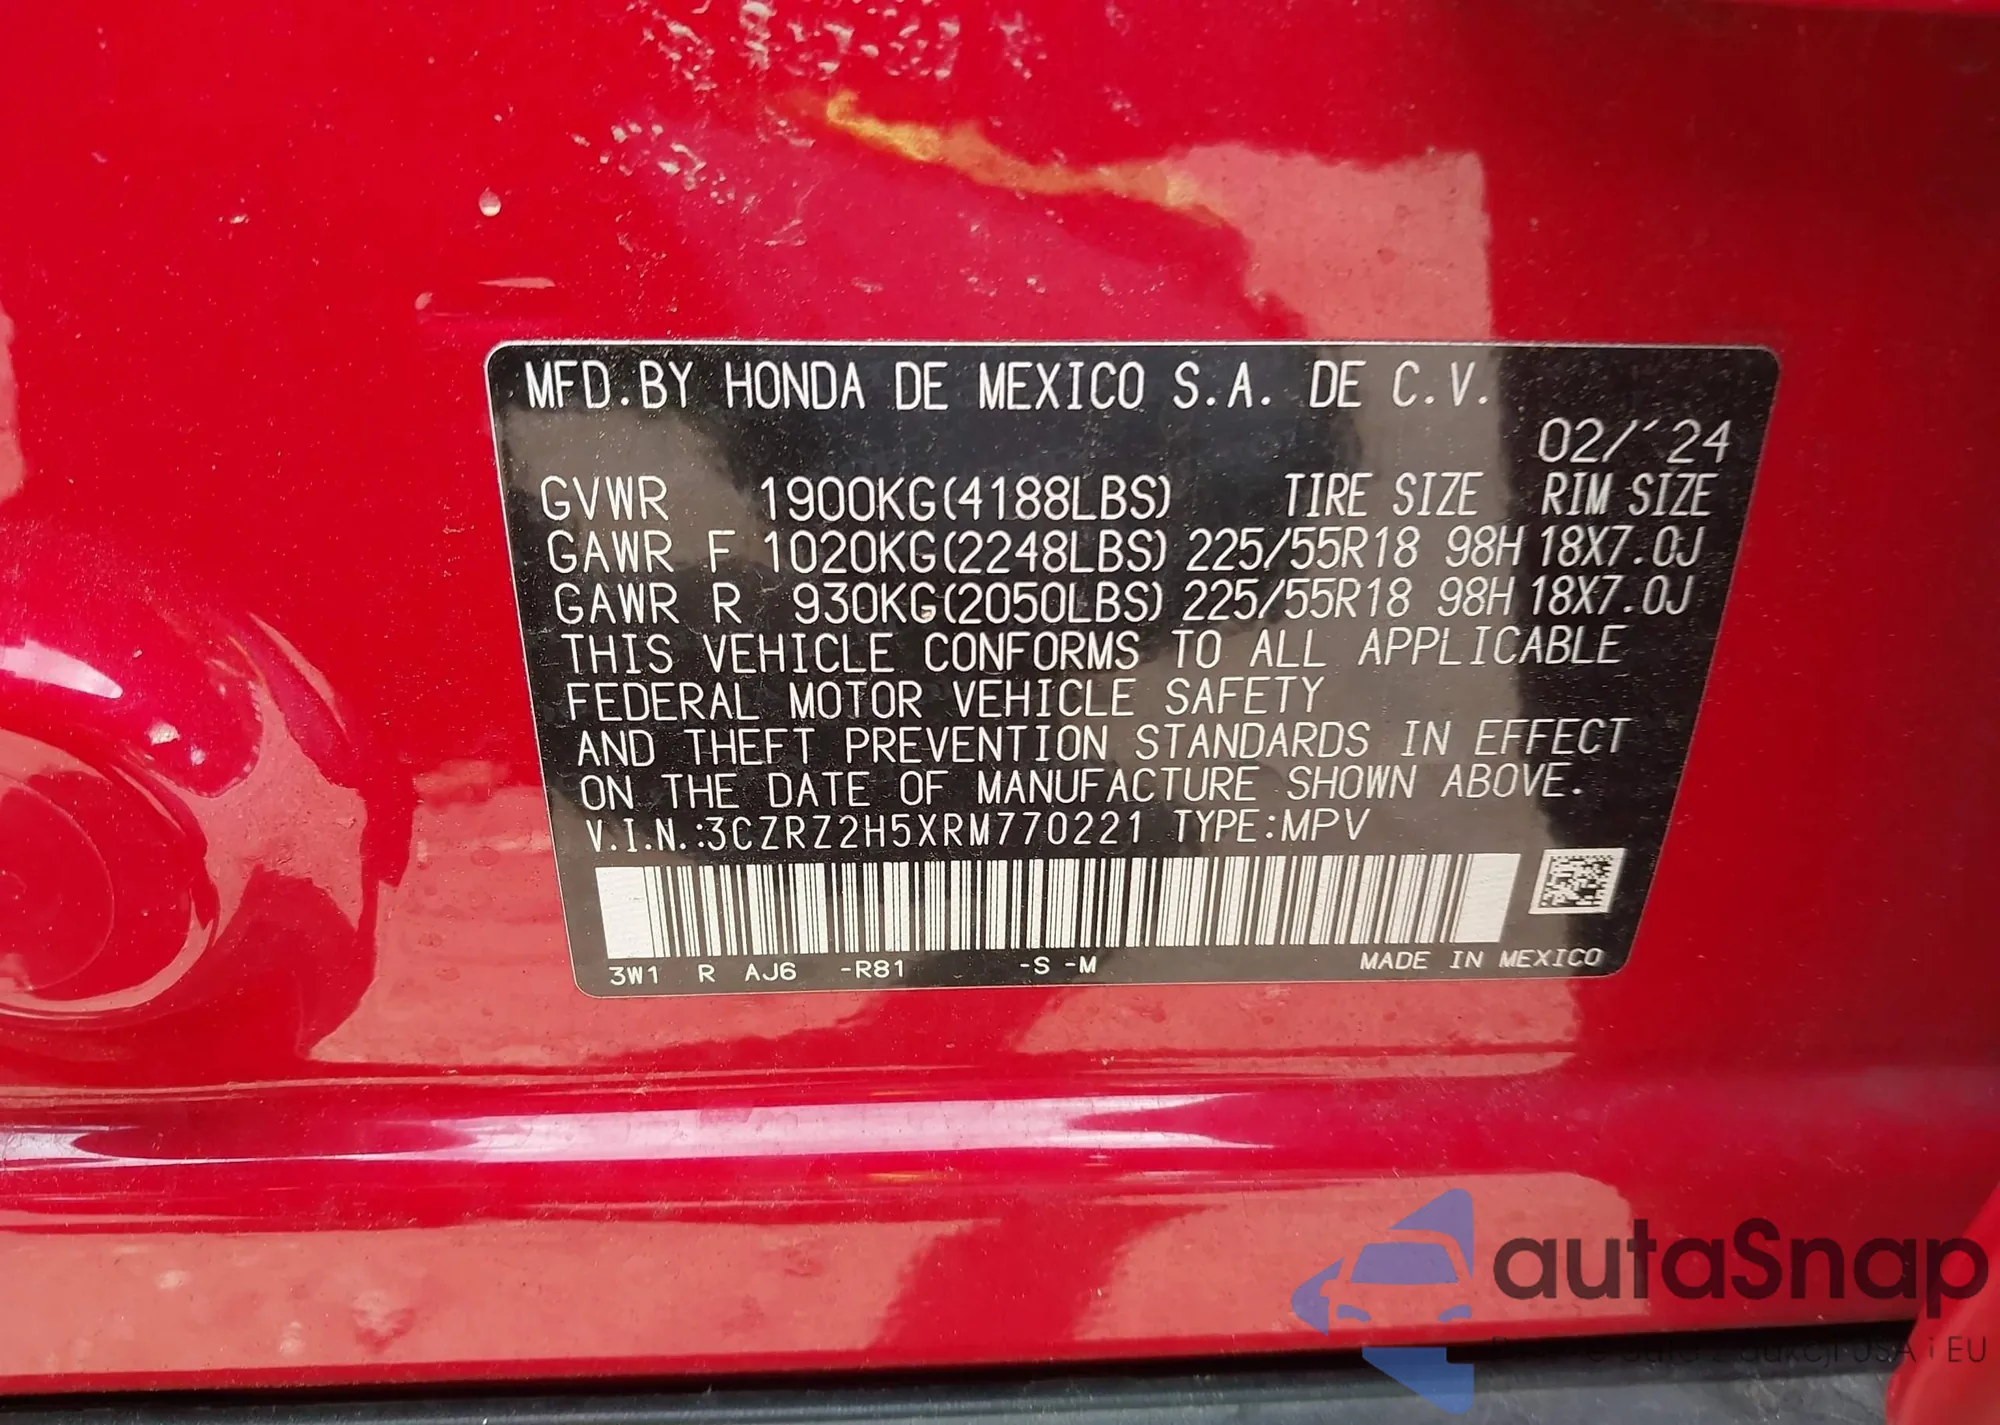 MFD.BY HONDA DE MEXICO S.A. DE C.V.
02/´24
GVWR 1900KG(4188LBS) TIRE SIZE RIM SIZE
GAWR F 1020KG(2248LBS) 225/55R18 98H 18X7.0J
GAWR R 930KG(2050LBS) 225/55R18 98H 18X7.0J
THIS VEHICLE CONFORMS TO ALL APPLICABLE
FEDERAL MOTOR VEHICLE SAFETY
AND THEFT PREVENTION STANDARDS IN EFFECT
ON THE DATE OF MANUFACTURE SHOWN ABOVE.
V.I.N.:3CZRZ2H5XRM770221 TYPE:MPV
3W1 R AJ6 -R81 -S -M MADE IN MEXICO
autaSnap
aukcji USA i EU